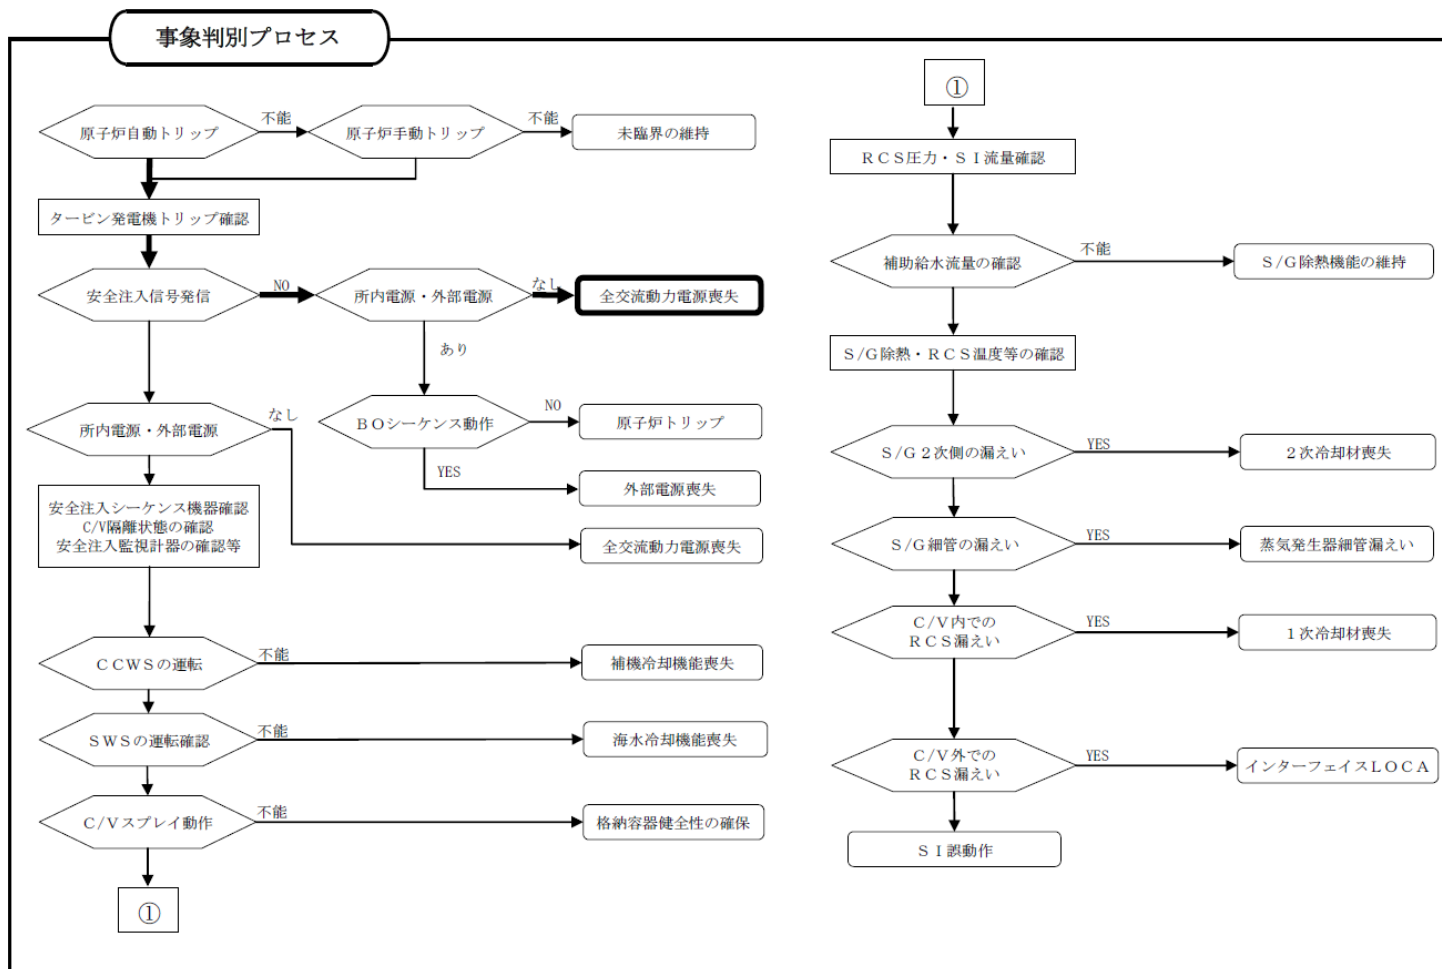 事象判別プロセス
原子炉自動トリップ
不能
原子炉手動トリップ
不能
未臨界の維持
タービン発電機トリップ確認
安全注入信号発信
NO
所内電源・外部電源
なし
全交流動力電源喪失
あり
所内電源・外部電源
なし
BOシーケンス動作
NO
原子炉トリップ
YES
外部電源喪失
安全注入シーケンス機器確認
C/V隔離状態の確認
安全注入監視計器の確認等
全交流動力電源喪失
CCWSの運転
不能
補機冷却機能喪失
SWSの運転確認
不能
海水冷却機能喪失
C/Vスプレイ動作
不能
格納容器健全性の確保
①
①
RCS圧力・SI流量確認
補助給水流量の確認
不能
S/G除熱機能の維持
S/G除熱・RCS温度等の確認
S/G2次側の漏えい
YES
2次冷却材喪失
S/G細管の漏えい
YES
蒸気発生器細管漏えい
C/V内での
RCS漏えい
YES
1次冷却材喪失
C/V外での
RCS漏えい
YES
インターフェイスLOCA
SI誤動作